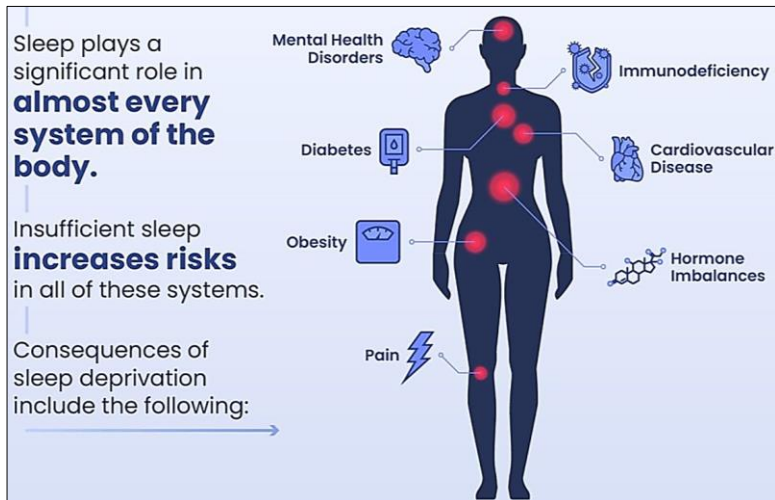 Sleep plays a
significant role in
almost every
system of the
body.
Insufficient sleep
increases risks
in all of these systems.
Consequences of
sleep deprivation
include the following:
Mental Health
Disorders
Immunodeficiency
Diabetes
Cardiovascular
Disease
Obesity
Hormone
Imbalances
Pain